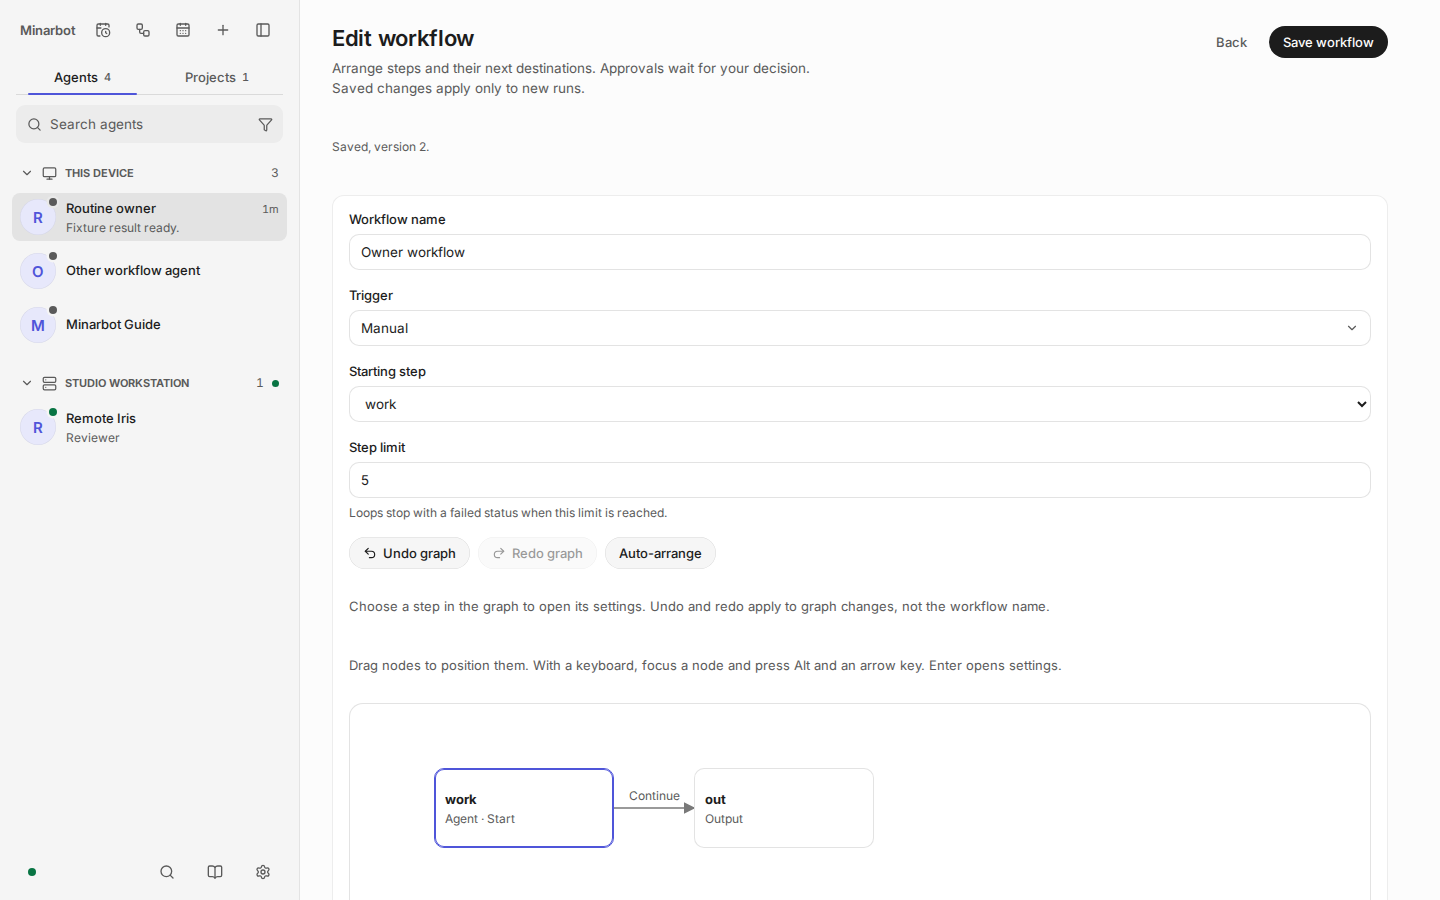 Minarbot
Agents 4
Projects 1
Search agents
THIS DEVICE 3
R
Routine owner 1m
Fixture result ready.
O
Other workflow agent
M
Minarbot Guide
STUDIO WORKSTATION 1
R
Remote Iris
Reviewer
Edit workflow
Back
Save workflow
Arrange steps and their next destinations. Approvals wait for your decision.
Saved changes apply only to new runs.
Saved, version 2.
Workflow name
Owner workflow
Trigger
Manual
Starting step
work
Step limit
5
Loops stop with a failed status when this limit is reached.
Undo graph
Redo graph
Auto-arrange
Choose a step in the graph to open its settings. Undo and redo apply to graph changes, not the workflow name.
Drag nodes to position them. With a keyboard, focus a node and press Alt and an arrow key. Enter opens settings.
work
Agent · Start
Continue
out
Output